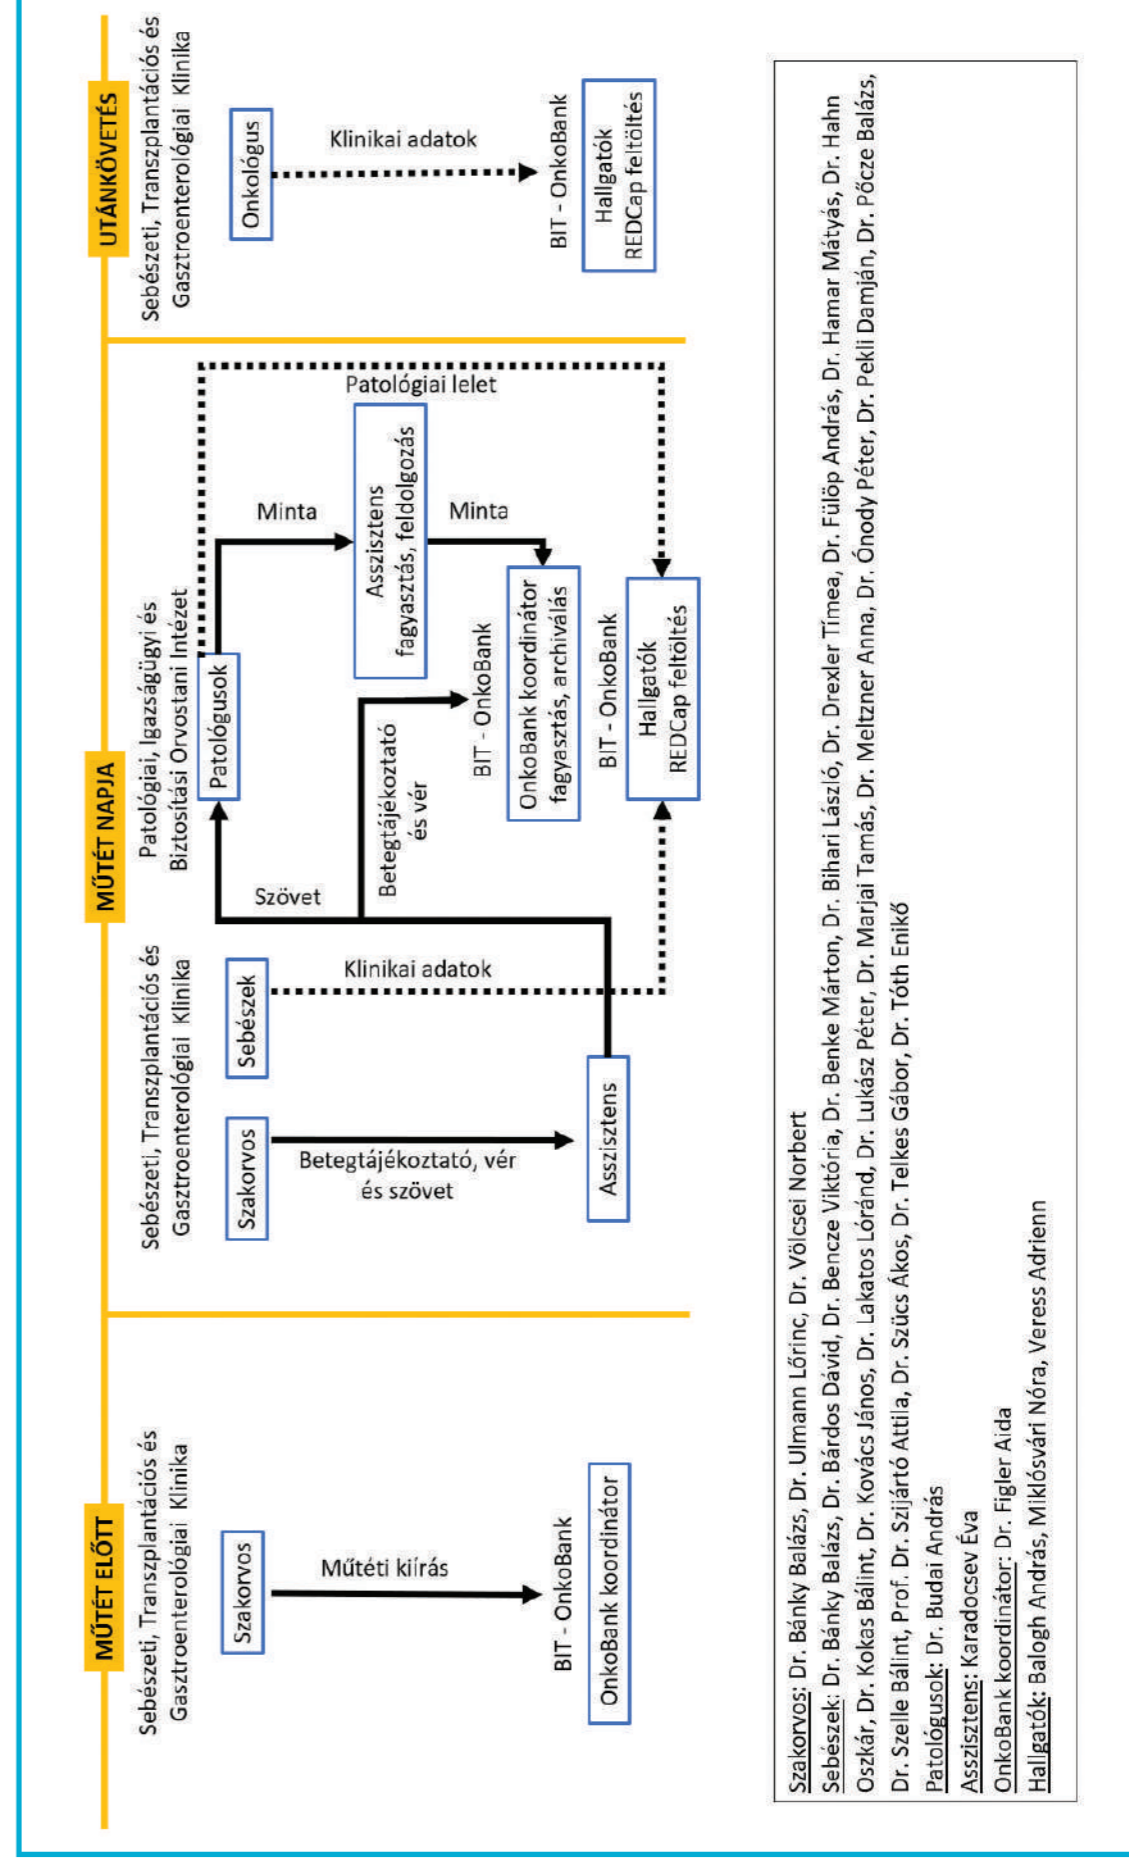 MŰTÉT ELŐTT
Sebészeti, Transzplantációs és
Gasztroenterológiai Klinika
Szakorvos
Műtéti kiírás
BIT - OnkoBank
OnkoBank koordinátor
MŰTÉT NAPJA
Sebészeti, Transzplantációs és
Gasztroenterológiai Klinika
Szakorvos
Betegtájékoztató, vér
és szövet
Asszisztens
Sebészek
Klinikai adatok
Szövet
Betegtájékoztató
és vér
Patológiai, Igazságügyi és
Biztosítási Orvostani Intézet
Patológusok
Minta
Asszisztens
fagyasztás, feldolgozás
Minta
BIT - OnkoBank
OnkoBank koordinátor
fagyasztás, archiválás
Patológiai lelet
BIT - OnkoBank
Hallgatók
REDCap feltöltés
UTÁNKÖVETÉS
Sebészeti, Transzplantációs és
Gasztroenterológiai Klinika
Onkológus
Klinikai adatok
BIT - OnkoBank
Hallgatók
REDCap feltöltés
Szakorvos: Dr. Bánky Balázs, Dr. Ulmann Lőrinc, Dr. Völcsei Norbert
Sebészek: Dr. Bánky Balázs, Dr. Bárdos Dávid, Dr. Bencze Viktória, Dr. Benke Márton, Dr. Bihari László, Dr. Drexler Tímea, Dr. Fülöp András, Dr. Hamar Mátyás, Dr. Hahn
Oszkár, Dr. Kokas Bálint, Dr. Kovács János, Dr. Lakatos Lóránd, Dr. Lukász Péter, Dr. Marjai Tamás, Dr. Meltzner Anna, Dr. Ónody Péter, Dr. Pekli Damján, Dr. Pőcze Balázs,
Dr. Szelle Bálint, Prof. Dr. Szijártó Attila, Dr. Szücs Ákos, Dr. Telkes Gábor, Dr. Tóth Enikő
Patológusok: Dr. Budai András
Asszisztens: Karadocsev Éva
OnkoBank koordinátor: Dr. Figler Aida
Hallgatók: Balogh András, Miklósvári Nóra, Veress Adrienn